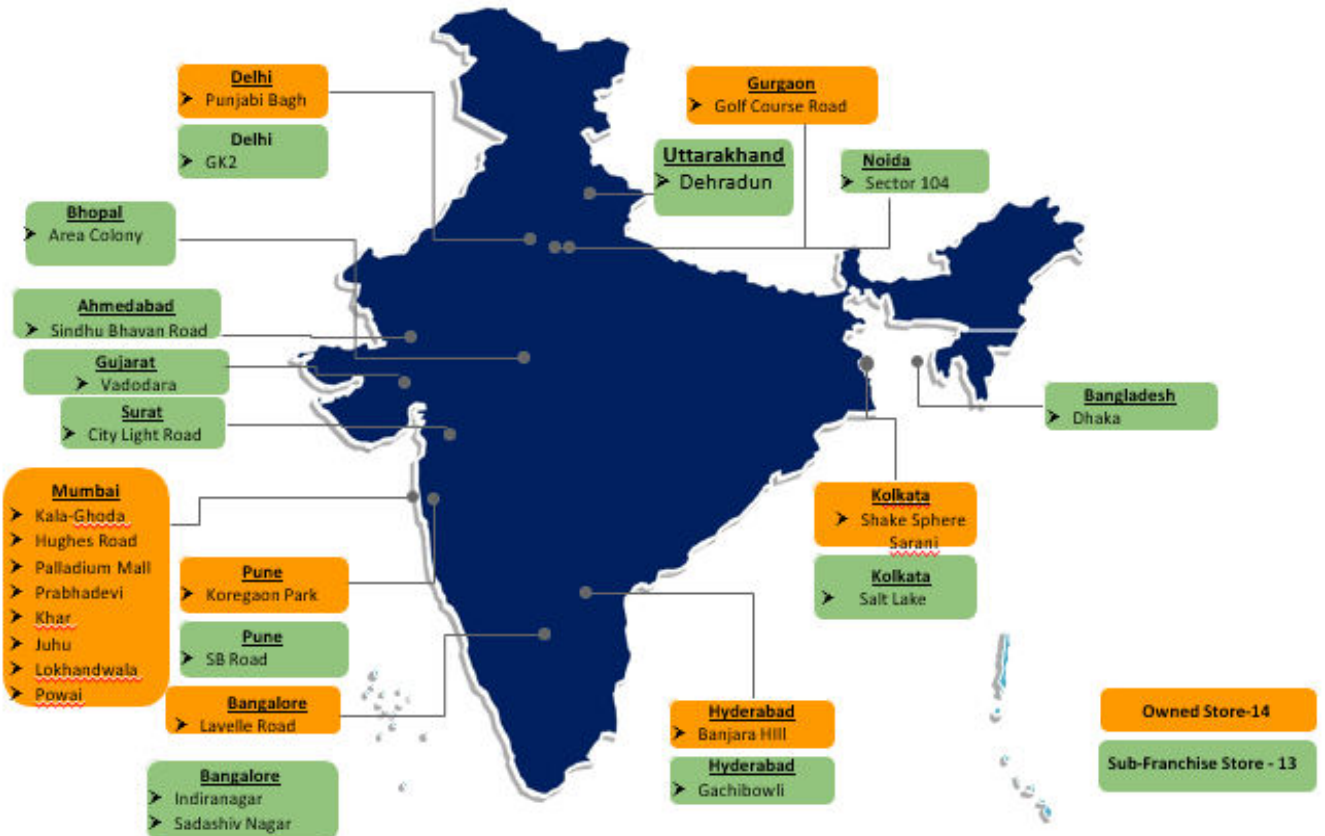 Delhi
➤ Punjabi Bagh
Delhi
➤ GK2
Gurgaon
➤ Golf Course Road
Uttarakhand
➤ Dehradun
Noida
➤ Sector 104
Bhopal
➤ Area Colony
Ahmedabad
➤ Sindhu Bhavan Road
Gujarat
➤ Vadodara
Surat
➤ City Light Road
Bangladesh
➤ Dhaka
Mumbai
➤ Kala-Ghoda
➤ Hughes Road
➤ Palladium Mall
➤ Prabhadevi
➤ Khar
➤ Juhu
➤ Lokhandwala
➤ Powai
Pune
➤ Koregaon Park
Pune
➤ SB Road
Kolkata
➤ Shake Sphere
Sarani
Kolkata
➤ Salt Lake
Bangalore
➤ Lavelle Road
Bangalore
➤ Indiranagar
➤ Sadashiv Nagar
Hyderabad
➤ Banjara HIll
Hyderabad
➤ Gachibowli
Owned Store-14
Sub-Franchise Store - 13